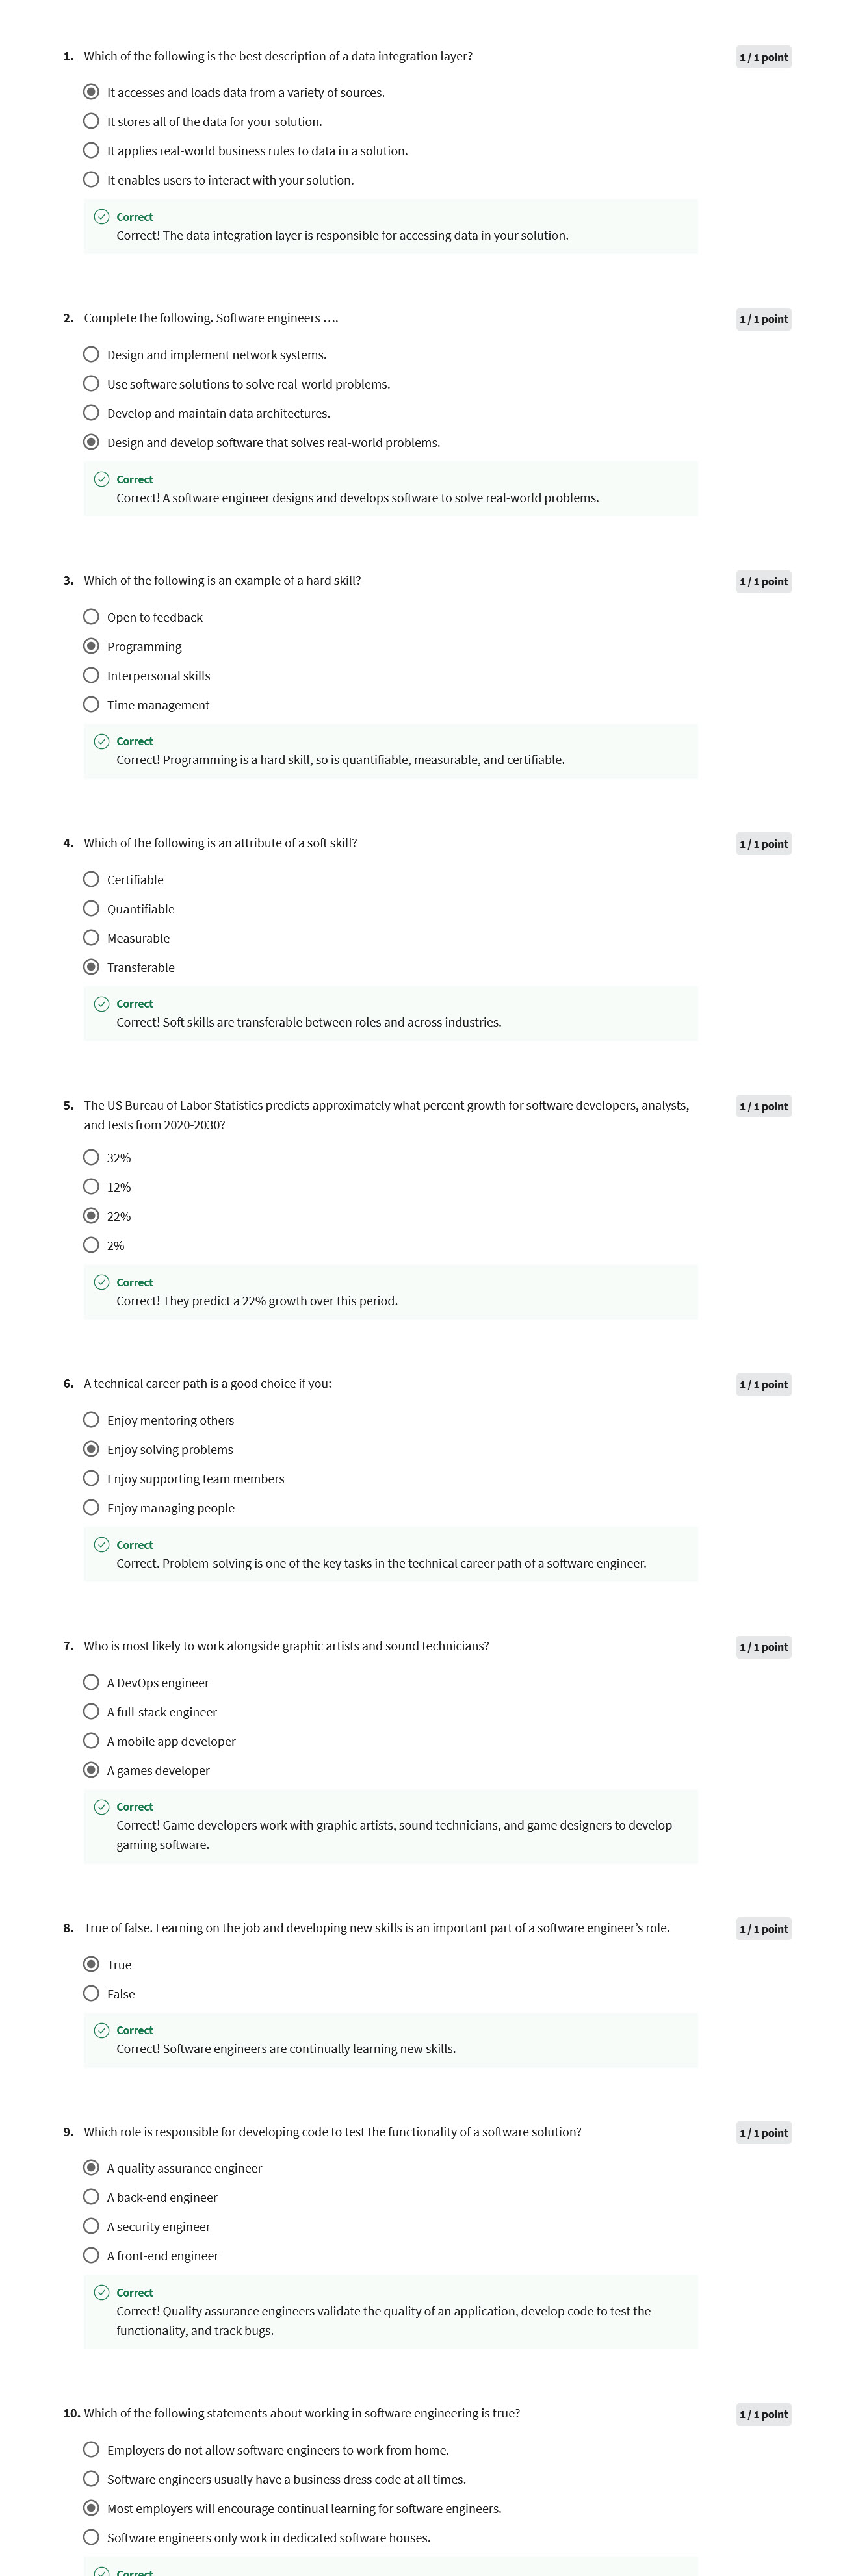 1. Which of the following is the best description of a data integration layer?
1 / 1 point
It accesses and loads data from a variety of sources.
It stores all of the data for your solution.
It applies real-world business rules to data in a solution.
It enables users to interact with your solution.
Correct
Correct! The data integration layer is responsible for accessing data in your solution.
2. Complete the following. Software engineers ….
1 / 1 point
Design and implement network systems.
Use software solutions to solve real-world problems.
Develop and maintain data architectures.
Design and develop software that solves real-world problems.
Correct
Correct! A software engineer designs and develops software to solve real-world problems.
3. Which of the following is an example of a hard skill?
1 / 1 point
Open to feedback
Programming
Interpersonal skills
Time management
Correct
Correct! Programming is a hard skill, so is quantifiable, measurable, and certifiable.
4. Which of the following is an attribute of a soft skill?
1 / 1 point
Certifiable
Quantifiable
Measurable
Transferable
Correct
Correct! Soft skills are transferable between roles and across industries.
5. The US Bureau of Labor Statistics predicts approximately what percent growth for software developers, analysts,
and tests from 2020-2030?
1 / 1 point
32%
12%
22%
2%
Correct
Correct! They predict a 22% growth over this period.
6. A technical career path is a good choice if you:
1 / 1 point
Enjoy mentoring others
Enjoy solving problems
Enjoy supporting team members
Enjoy managing people
Correct
Correct. Problem-solving is one of the key tasks in the technical career path of a software engineer.
7. Who is most likely to work alongside graphic artists and sound technicians?
1 / 1 point
A DevOps engineer
A full-stack engineer
A mobile app developer
A games developer
Correct
Correct! Game developers work with graphic artists, sound technicians, and game designers to develop
gaming software.
8. True of false. Learning on the job and developing new skills is an important part of a software engineer’s role.
1 / 1 point
True
False
Correct
Correct! Software engineers are continually learning new skills.
9. Which role is responsible for developing code to test the functionality of a software solution?
1 / 1 point
A quality assurance engineer
A back-end engineer
A security engineer
A front-end engineer
Correct
Correct! Quality assurance engineers validate the quality of an application, develop code to test the
functionality, and track bugs.
10. Which of the following statements about working in software engineering is true?
1 / 1 point
Employers do not allow software engineers to work from home.
Software engineers usually have a business dress code at all times.
Most employers will encourage continual learning for software engineers.
Software engineers only work in dedicated software houses.
Correct